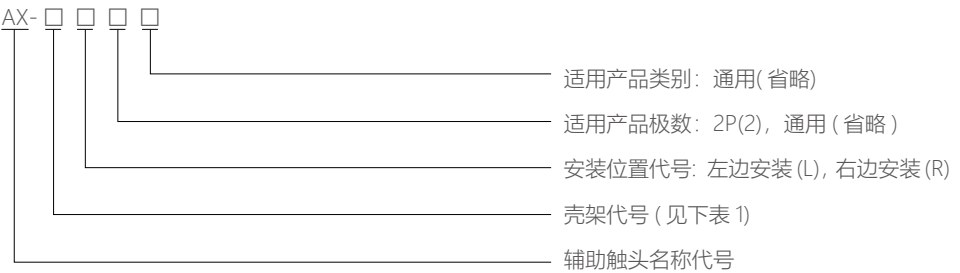 AX-□ □ □ □
适用产品类别：通用(省略)
适用产品极数：2P(2)，通用(省略)
安装位置代号：左边安装(L)，右边安装(R)
壳架代号(见下表1)
辅助触头名称代号